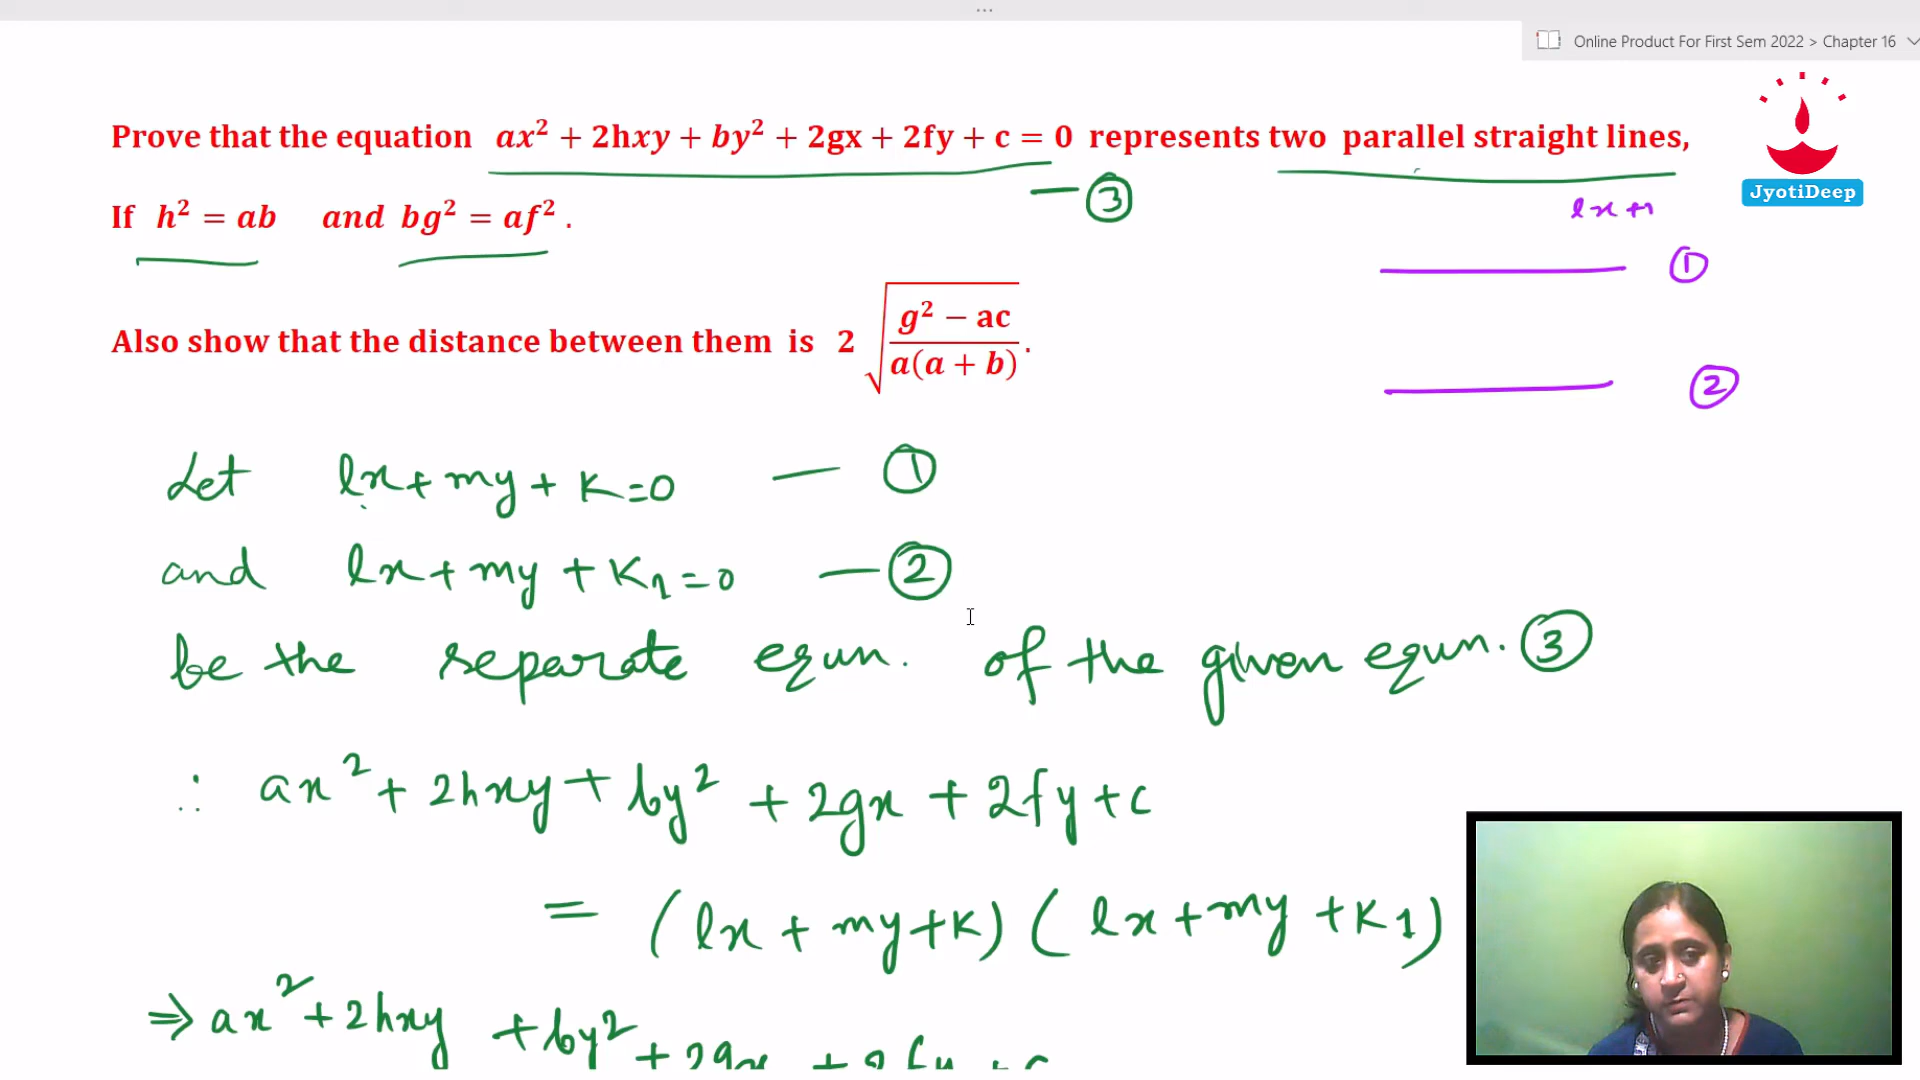 ...
Online Product For First Sem 2022 > Chapter 16
JyotiDeep
Prove that the equation ax² + 2hxy + by² + 2gx + 2fy + c = 0 represents two parallel straight lines,
— ③
If h² = ab and bg² = af² .
lx +
①
Also show that the distance between them is 2 √((g² − ac)/(a(a + b))).
②
Let lx + my + K = 0 — ①
and lx + my + K₁ = 0 — ②
be the separate equn. of the given equn. ③
∴ ax² + 2hxy + by² + 2gx + 2fy + c
= (lx + my + K) (lx + my + K1)
⇒ ax² + 2hxy + by² + 2gx + 2fy + c